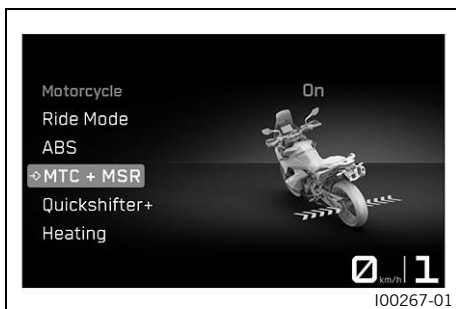 Motorcycle On
Ride Mode
ABS
MTC + MSR
Quickshifter+
Heating
0 km/h 1
I00267-01